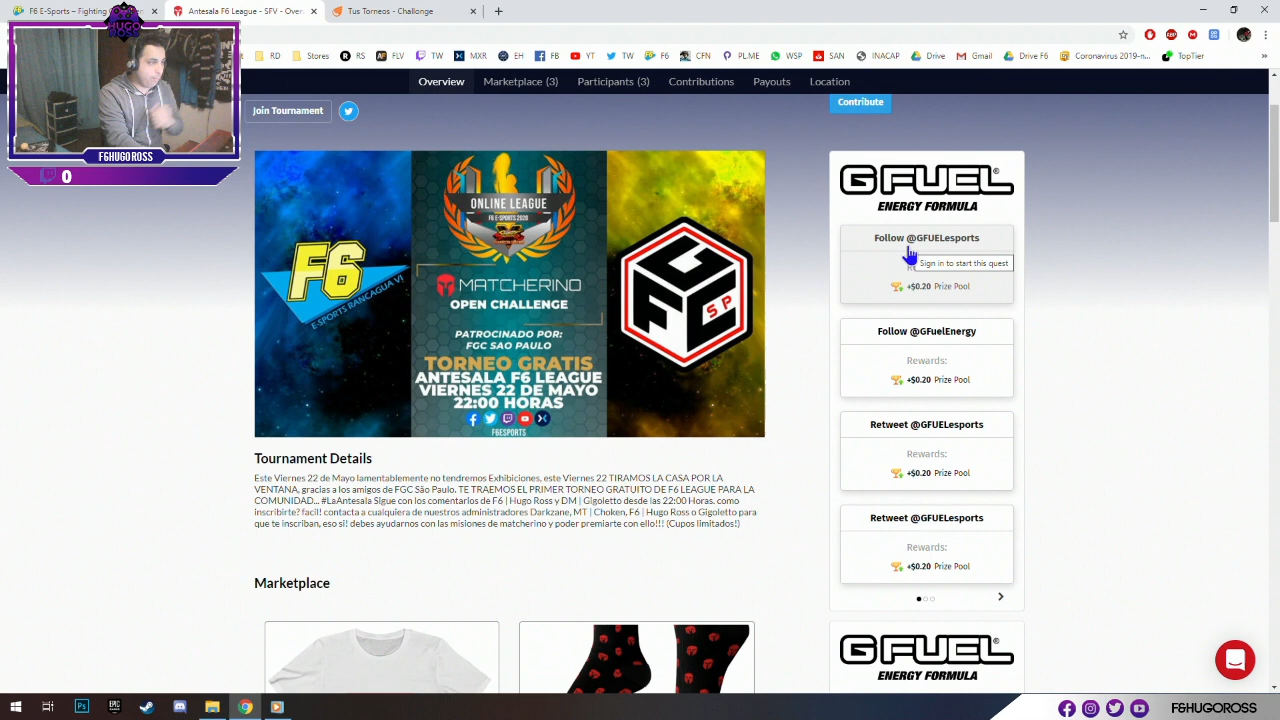 F6 E-Sports – Fighting
Tus Torneos - Challenge
HUGO
ROSS
RD
Stores
RS
FLV
TW
MXR
EH
FB
YT
TW
F6
CFN
PL.ME
WSP
SAN
INACAP
Drive
Gmail
Drive F6
Coronavirus 2019-n...
TopTier
Overview
Marketplace (3)
Participants (3)
Contributions
Payouts
Location
Join Tournament
Contribute
F6HUGOROSS
0
ONLINE LEAGUE
F6 E-SPORTS 2020
F6
E-SPORTS RANCAGUA VI
MATCHERINO
OPEN CHALLENGE
PATROCINADO POR:
FGC SAO PAULO
TORNEO GRATIS
ANTESALA F6 LEAGUE
VIERNES 22 DE MAYO
22:00 HORAS
F6ESPORTS
FGC SP
G FUEL®
ENERGY FORMULA
Follow @GFUELesports
Sign in to start this quest
+$0.20 Prize Pool
Follow @GFuelEnergy
Rewards:
+$0.20 Prize Pool
Retweet @GFUELesports
Rewards:
+$0.20 Prize Pool
Retweet @GFUELesports
Rewards:
+$0.20 Prize Pool
G FUEL®
ENERGY FORMULA
Tournament Details
Este Viernes 22 de Mayo lamentablemente no tendremos Exhibiciones, este Viernes 22 TIRAMOS LA CASA POR LA
VENTANA, gracias a los amigos de FGC São Paulo. TE TRAEMOS EL PRIMER TORNEO GRATUITO DE F6 LEAGUE PARA LA
COMUNIDAD... #LaAntesala Sigue con los comentarios de F6 | Hugo Ross y DM | Gigoletto desde las 22:00 Horas. como
inscribirte? facil! contacta a cualquiera de nuestros administradores Darkzane, MT | Choken, F6 | Hugo Ross o Gigoletto para
que te inscriban, eso si! debes ayudarnos con las misiones de matcherino y poder premiarte con ello!!! (Cupos limitados!)
Marketplace
Ps
EPIC
F6HUGOROSS